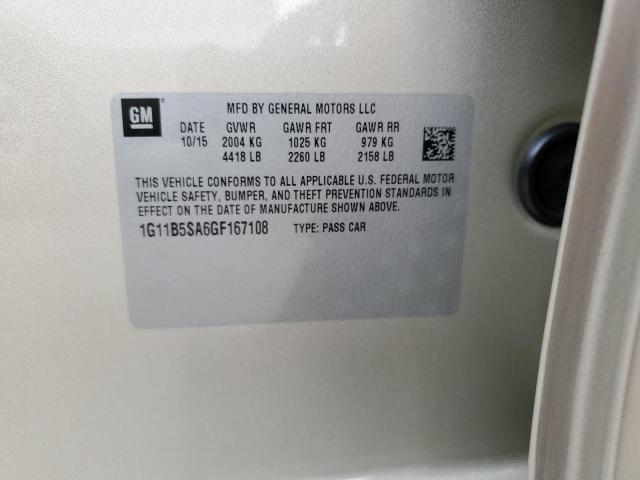 GM
MFD BY GENERAL MOTORS LLC
DATE GVWR GAWR FRT GAWR RR
10/15 2004 KG 1025 KG 979 KG
4418 LB 2260 LB 2158 LB
THIS VEHICLE CONFORMS TO ALL APPLICABLE U.S. FEDERAL MOTOR
VEHICLE SAFETY, BUMPER, AND THEFT PREVENTION STANDARDS IN
EFFECT ON THE DATE OF MANUFACTURE SHOWN ABOVE.
1G11B5SA6GF167108 TYPE: PASS CAR